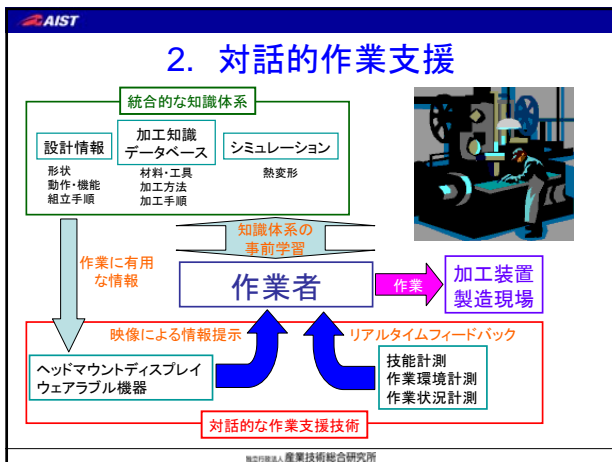 AIST
2. 対話的作業支援
統合的な知識体系
設計情報
形状
動作・機能
組立手順
加工知識
データベース
材料・工具
加工方法
加工手順
シミュレーション
熱変形
知識体系の
事前学習
作業に有用
な情報
作業者
作業
加工装置
製造現場
映像による情報提示
リアルタイムフィードバック
ヘッドマウントディスプレイ
ウェアラブル機器
技能計測
作業環境計測
作業状況計測
対話的な作業支援技術
独立行政法人 産業技術総合研究所